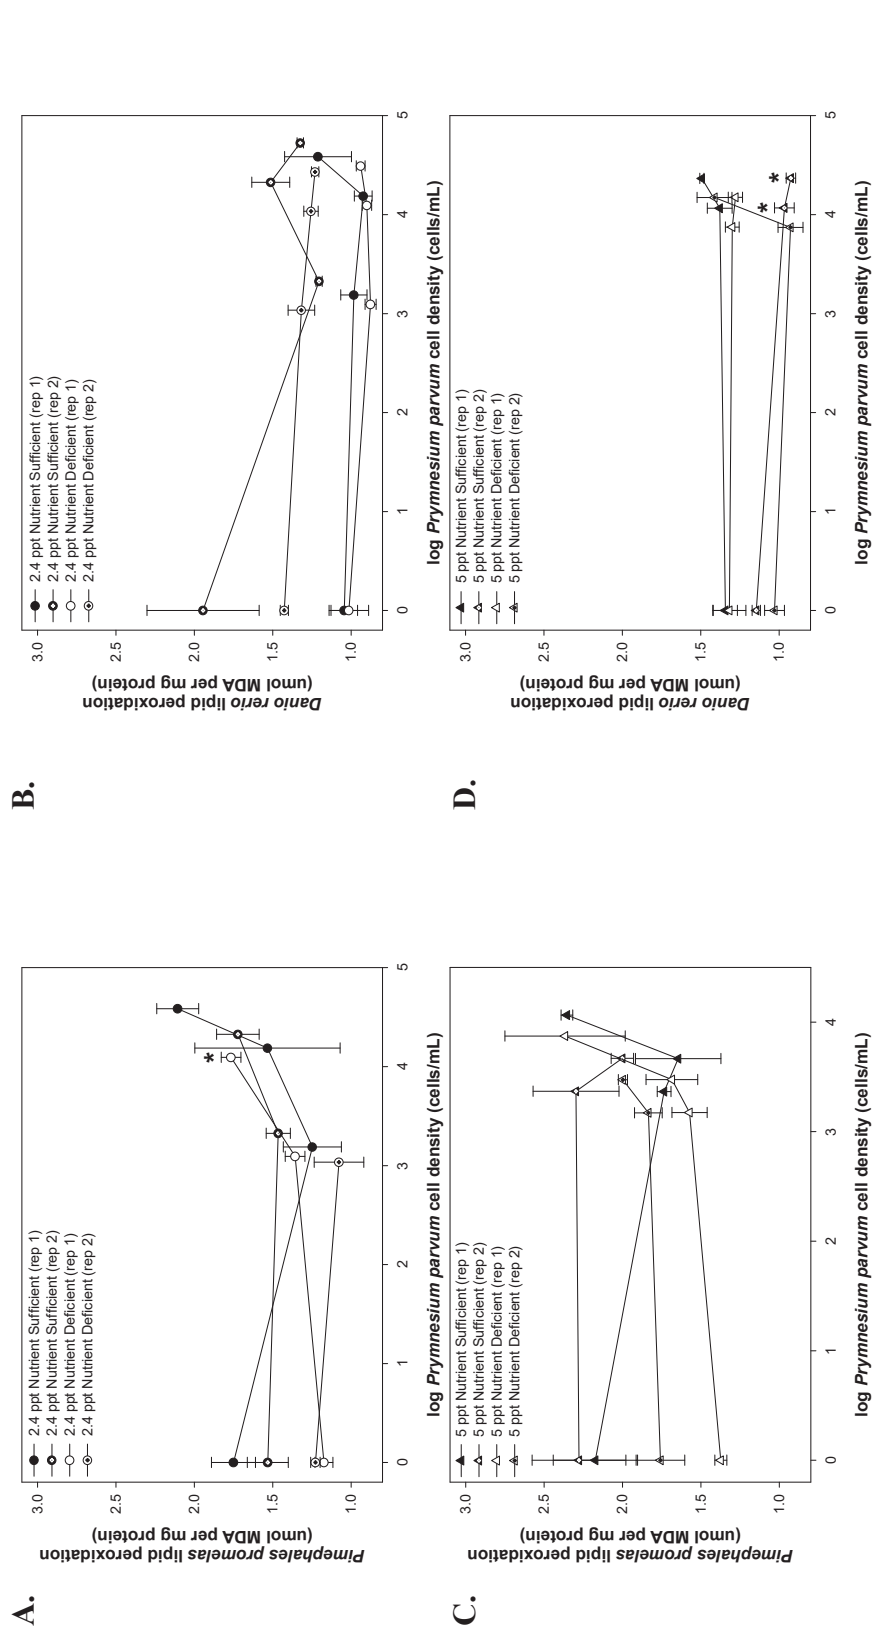 A.
Pimephales promelas lipid peroxidation
(umol MDA per mg protein)
3.0
2.5
2.0
1.5
1.0
2.4 ppt Nutrient Sufficient (rep 1)
2.4 ppt Nutrient Sufficient (rep 2)
2.4 ppt Nutrient Deficient (rep 1)
2.4 ppt Nutrient Deficient (rep 2)
*
0 1 2 3 4 5
log Prymnesium parvum cell density (cells/mL)
B.
Danio rerio lipid peroxidation
(umol MDA per mg protein)
3.0
2.5
2.0
1.5
1.0
2.4 ppt Nutrient Sufficient (rep 1)
2.4 ppt Nutrient Sufficient (rep 2)
2.4 ppt Nutrient Deficient (rep 1)
2.4 ppt Nutrient Deficient (rep 2)
0 1 2 3 4 5
log Prymnesium parvum cell density (cells/mL)
C.
Pimephales promelas lipid peroxidation
(umol MDA per mg protein)
3.0
2.5
2.0
1.5
1.0
5 ppt Nutrient Sufficient (rep 1)
5 ppt Nutrient Sufficient (rep 2)
5 ppt Nutrient Deficient (rep 1)
5 ppt Nutrient Deficient (rep 2)
0 1 2 3 4
log Prymnesium parvum cell density (cells/mL)
D.
Danio rerio lipid peroxidation
(umol MDA per mg protein)
3.0
2.5
2.0
1.5
1.0
5 ppt Nutrient Sufficient (rep 1)
5 ppt Nutrient Sufficient (rep 2)
5 ppt Nutrient Deficient (rep 1)
5 ppt Nutrient Deficient (rep 2)
* *
0 1 2 3 4 5
log Prymnesium parvum cell density (cells/mL)